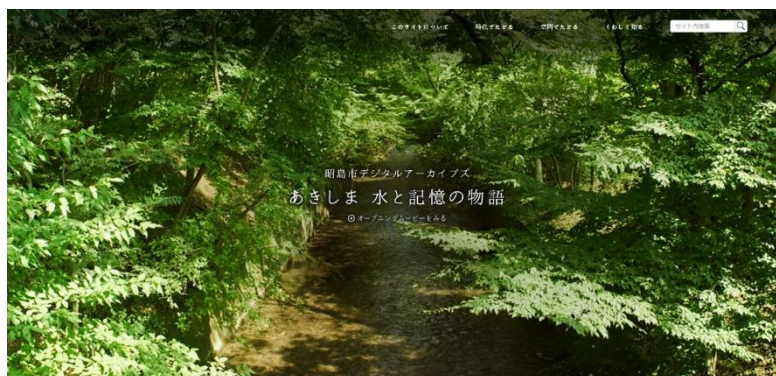 このサイトについて
時代でたどる
空間でたどる
くわしく知る
サイト内検索
昭島市デジタルアーカイブズ
あきしま 水と記憶の物語
オープニングムービーをみる